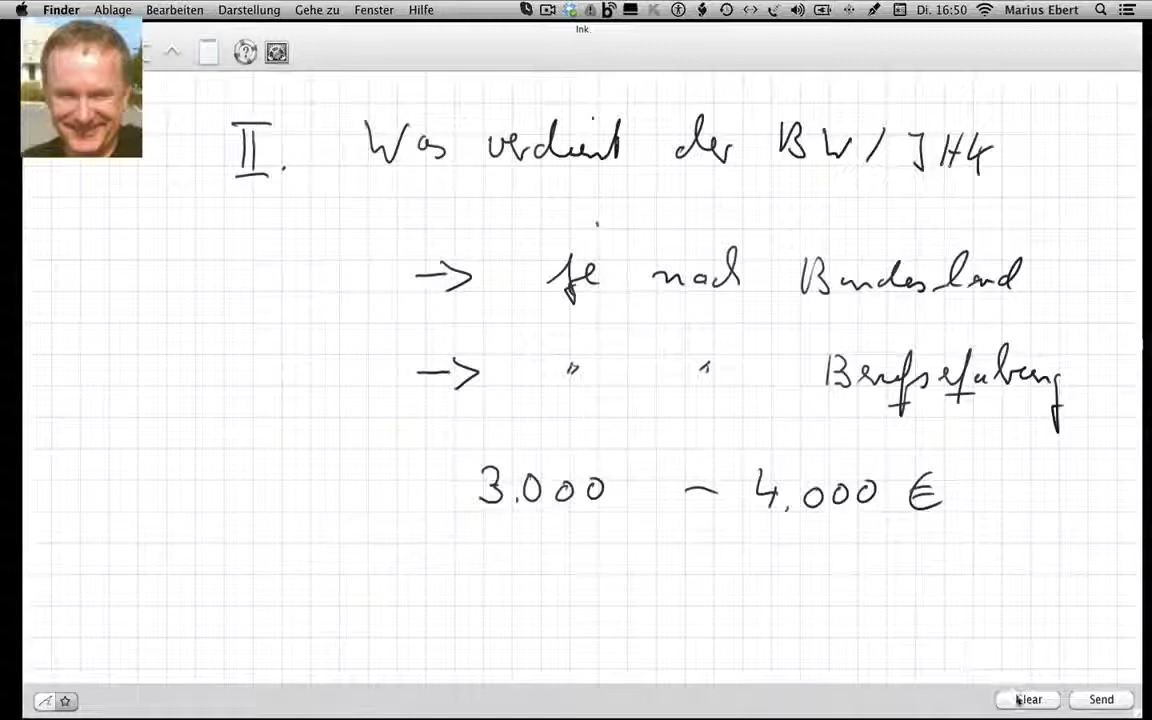 Finder Ablage Bearbeiten Darstellung Gehe zu Fenster Hilfe Di. 16:50 Marius Ebert
Ink
II. Was verdient der BW/JHK
→ je nach Bundesland
→ " " Berufserfahrung
3.000 – 4.000 €
Clear Send